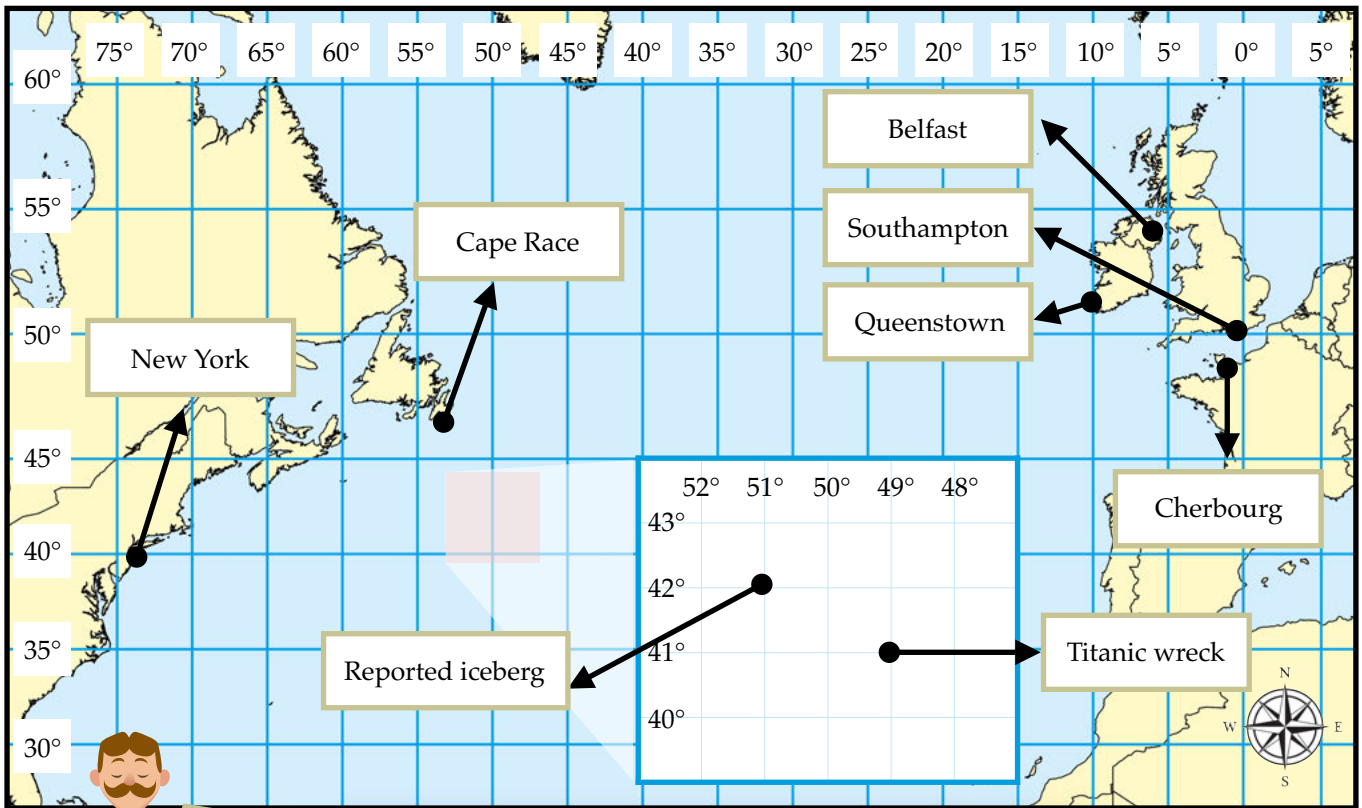 75° 70° 65° 60° 55° 50° 45° 40° 35° 30° 25° 20° 15° 10° 5° 0° 5°
60°
Belfast
55°
Southampton
Cape Race
Queenstown
50°
New York
45°
52° 51° 50° 49° 48°
Cherbourg
43°
40°
42°
35°
41°
Titanic wreck
Reported iceberg
N
40°
W E
30°
S